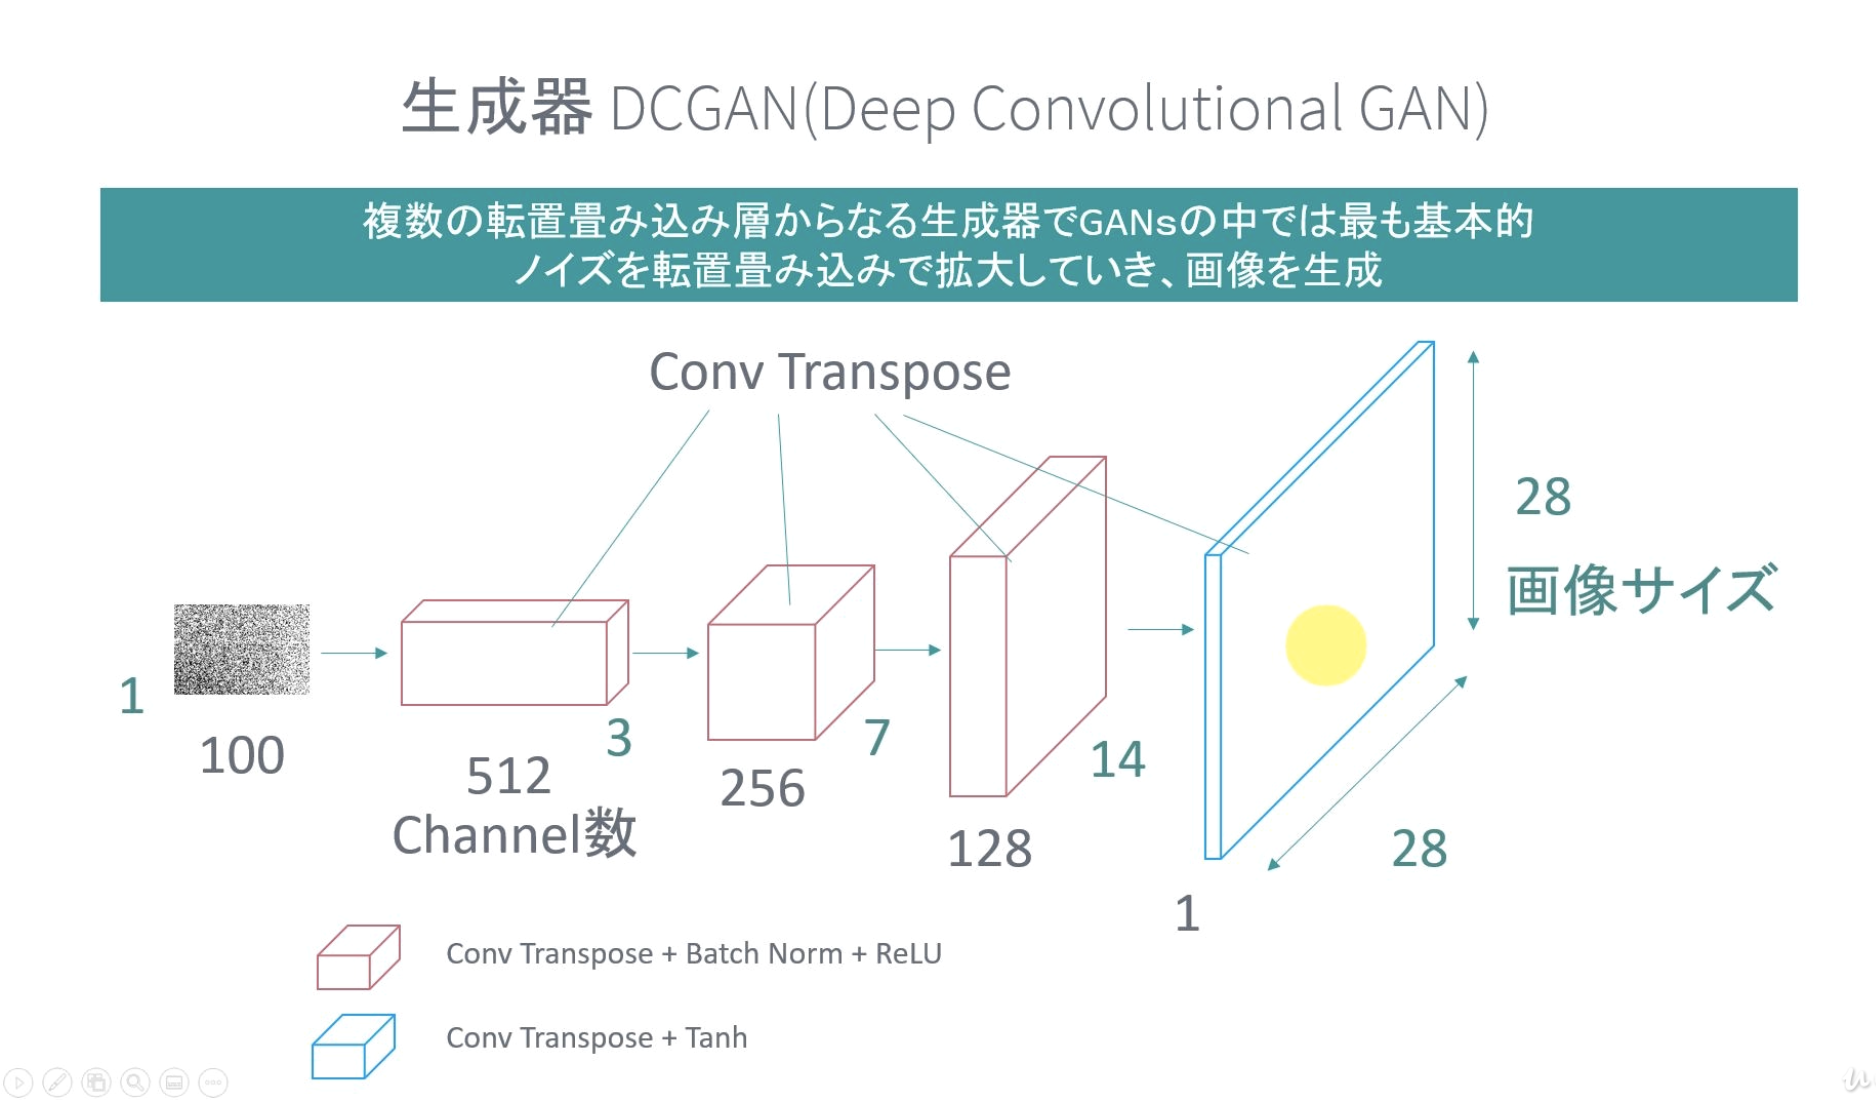 生成器 DCGAN(Deep Convolutional GAN)
複数の転置畳み込み層からなる生成器でGANsの中では最も基本的
ノイズを転置畳み込みで拡大していき、画像を生成
Conv Transpose
28
画像サイズ
1
100
512
Channel数
3
256
7
128
14
1
28
Conv Transpose + Batch Norm + ReLU
Conv Transpose + Tanh